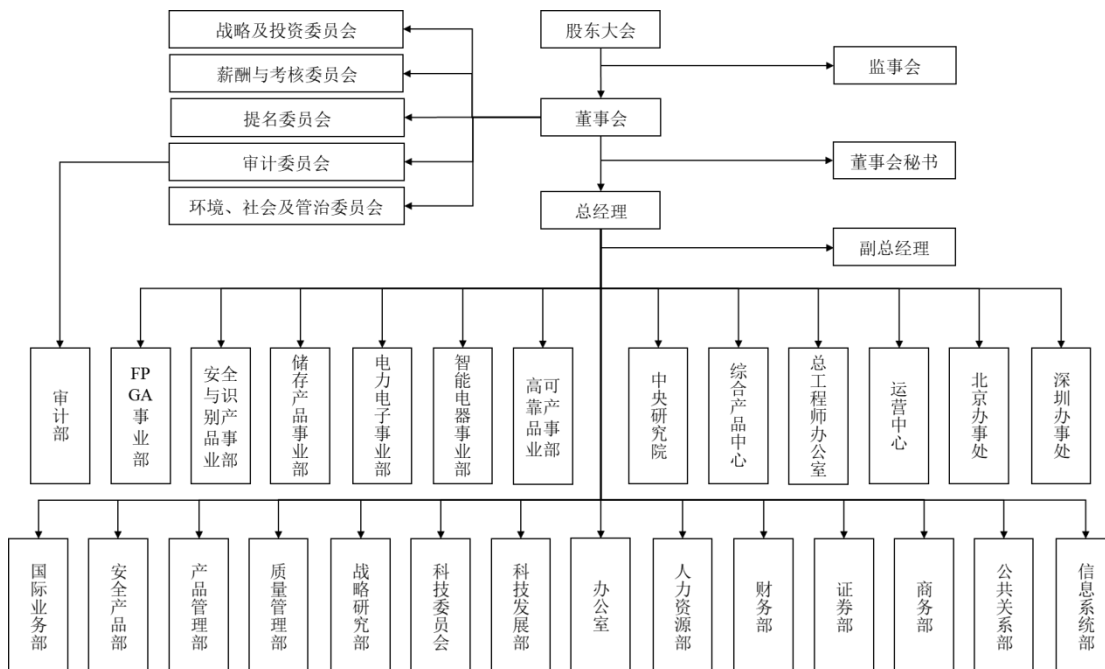 战略及投资委员会
股东大会
薪酬与考核委员会
监事会
提名委员会
董事会
审计委员会
董事会秘书
环境、社会及管治委员会
总经理
副总经理
审计部
FPGA事业部
安全与识别产品事业部
储存产品事业部
电力电子事业部
智能电器事业部
高可靠产品事业部
中央研究院
综合产品中心
总工程师办公室
运营中心
北京办事处
深圳办事处
国际业务部
安全产品部
产品管理部
质量管理部
战略研究部
科技委员会
科技发展部
办公室
人力资源部
财务部
证券部
商务部
公共关系部
信息系统部